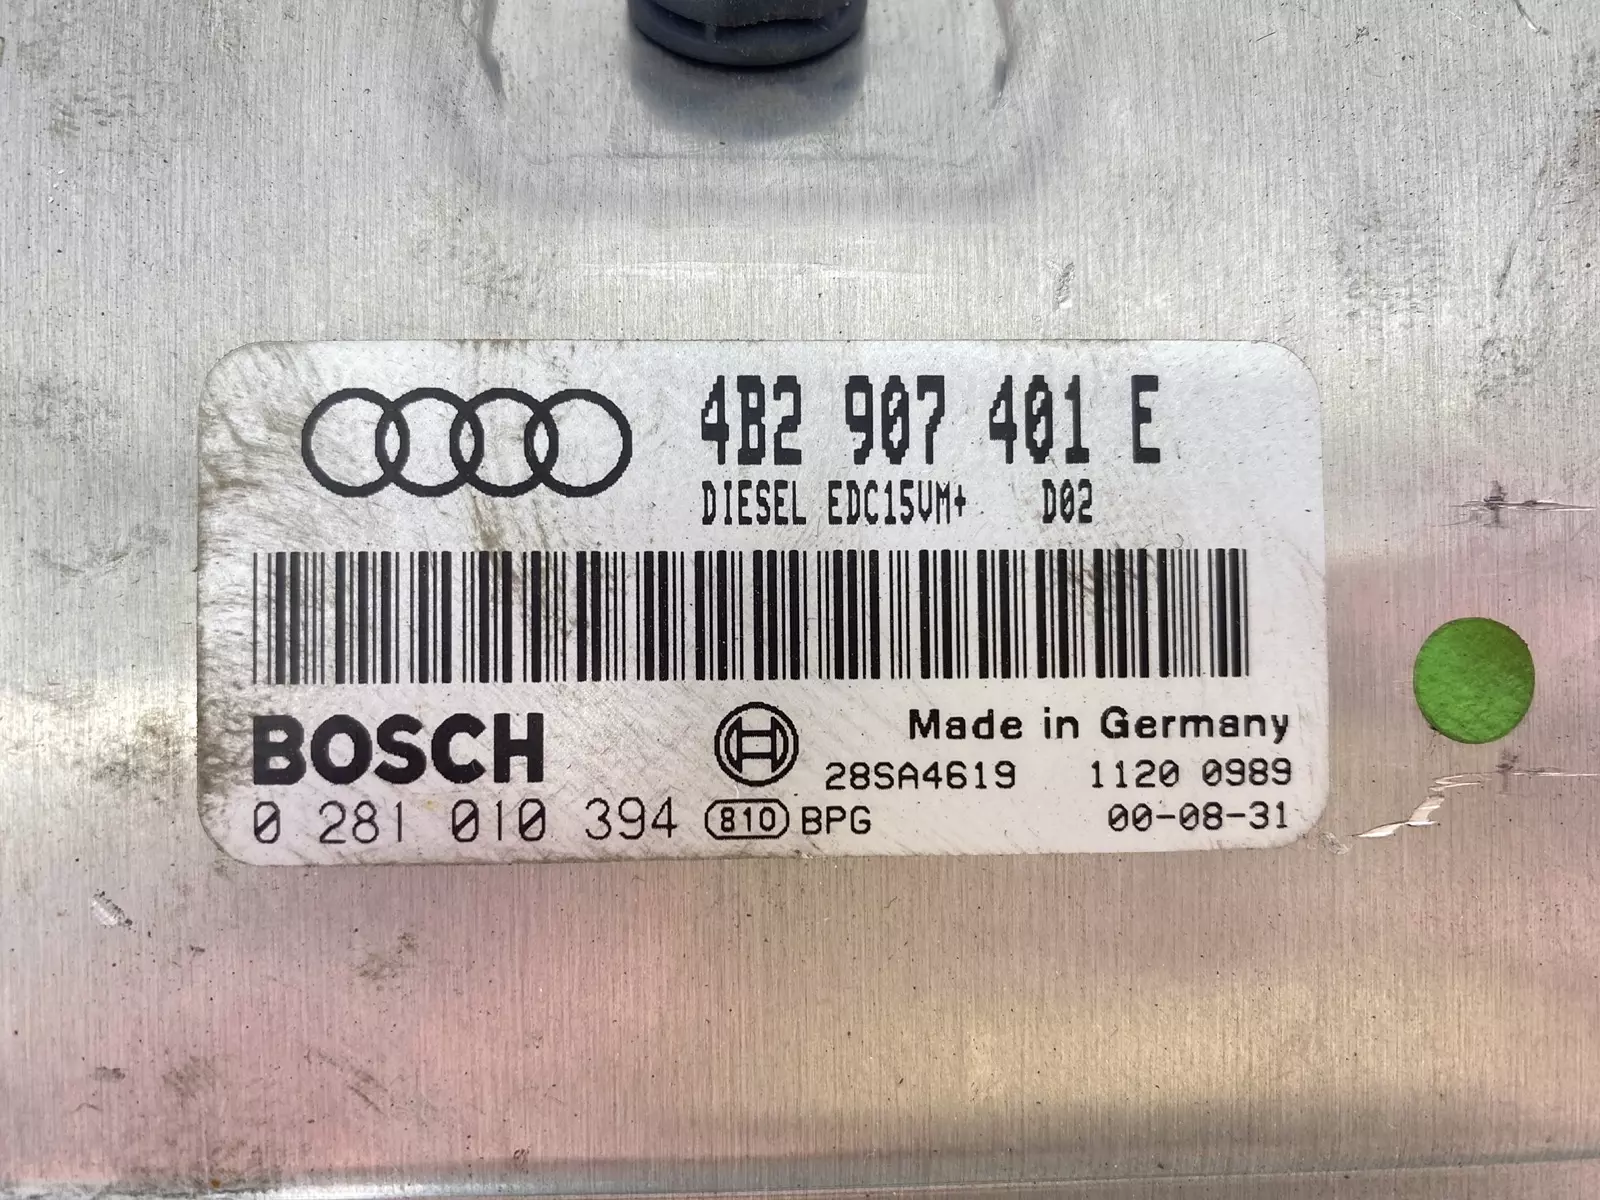 4B2 907 401 E
DIESEL EDC15VM+ D02
BOSCH
Made in Germany
28SA4619 1120 0989
0 281 010 394 810 BPG 00-08-31